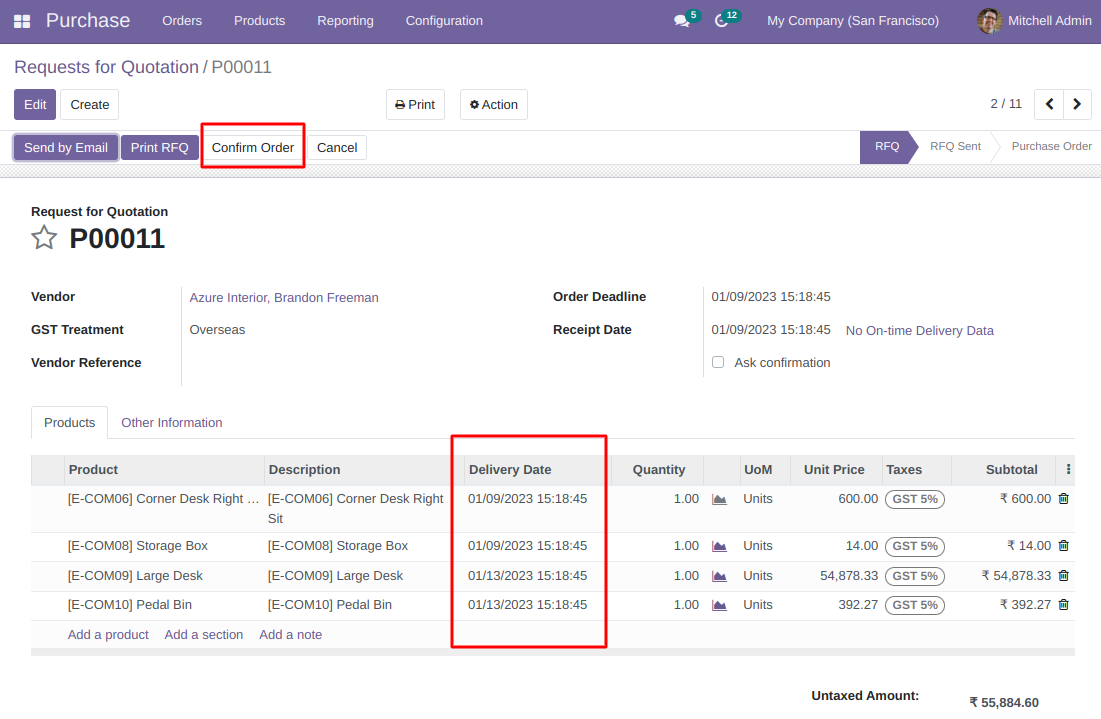 Purchase Orders Products Reporting Configuration 5 12 My Company (San Francisco) Mitchell Admin
Requests for Quotation / P00011
Edit Create Print Action 2 / 11
Send by Email Print RFQ Confirm Order Cancel RFQ RFQ Sent Purchase Order
Request for Quotation
P00011
Vendor Azure Interior, Brandon Freeman Order Deadline 01/09/2023 15:18:45
GST Treatment Overseas Receipt Date 01/09/2023 15:18:45 No On-time Delivery Data
Vendor Reference Ask confirmation
Products Other Information
Product Description Delivery Date Quantity UoM Unit Price Taxes Subtotal
[E-COM06] Corner Desk Right ... [E-COM06] Corner Desk Right 01/09/2023 15:18:45 1.00 Units 600.00 GST 5% ₹ 600.00
Sit
[E-COM08] Storage Box [E-COM08] Storage Box 01/09/2023 15:18:45 1.00 Units 14.00 GST 5% ₹ 14.00
[E-COM09] Large Desk [E-COM09] Large Desk 01/13/2023 15:18:45 1.00 Units 54,878.33 GST 5% ₹ 54,878.33
[E-COM10] Pedal Bin [E-COM10] Pedal Bin 01/13/2023 15:18:45 1.00 Units 392.27 GST 5% ₹ 392.27
Add a product Add a section Add a note
Untaxed Amount: ₹ 55,884.60